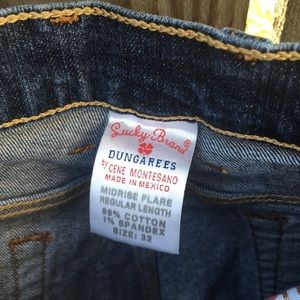 Lucky Brand
DUNGAREES
by GENE MONTESANO
MADE IN MEXICO
MIDRISE FLARE
REGULAR LENGTH
99% COTTON
1% SPANDEX
SIZE: 32